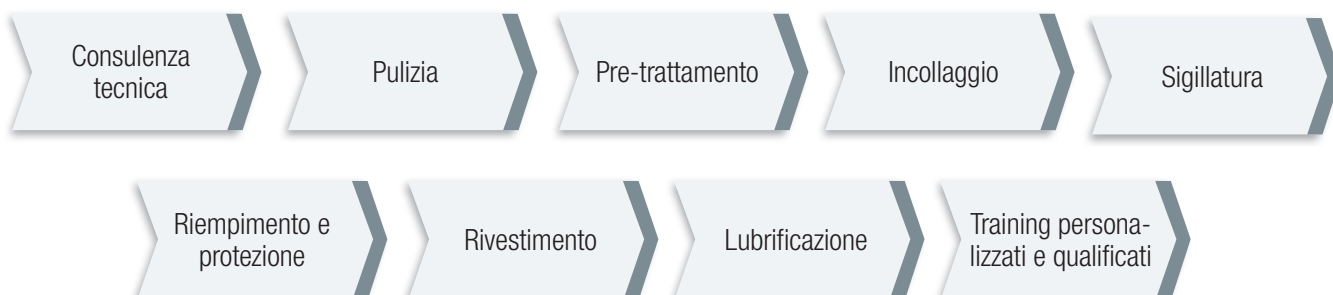 Consulenza
tecnica
Pulizia
Pre-trattamento
Incollaggio
Sigillatura
Riempimento e
protezione
Rivestimento
Lubrificazione
Training persona-
lizzati e qualificati